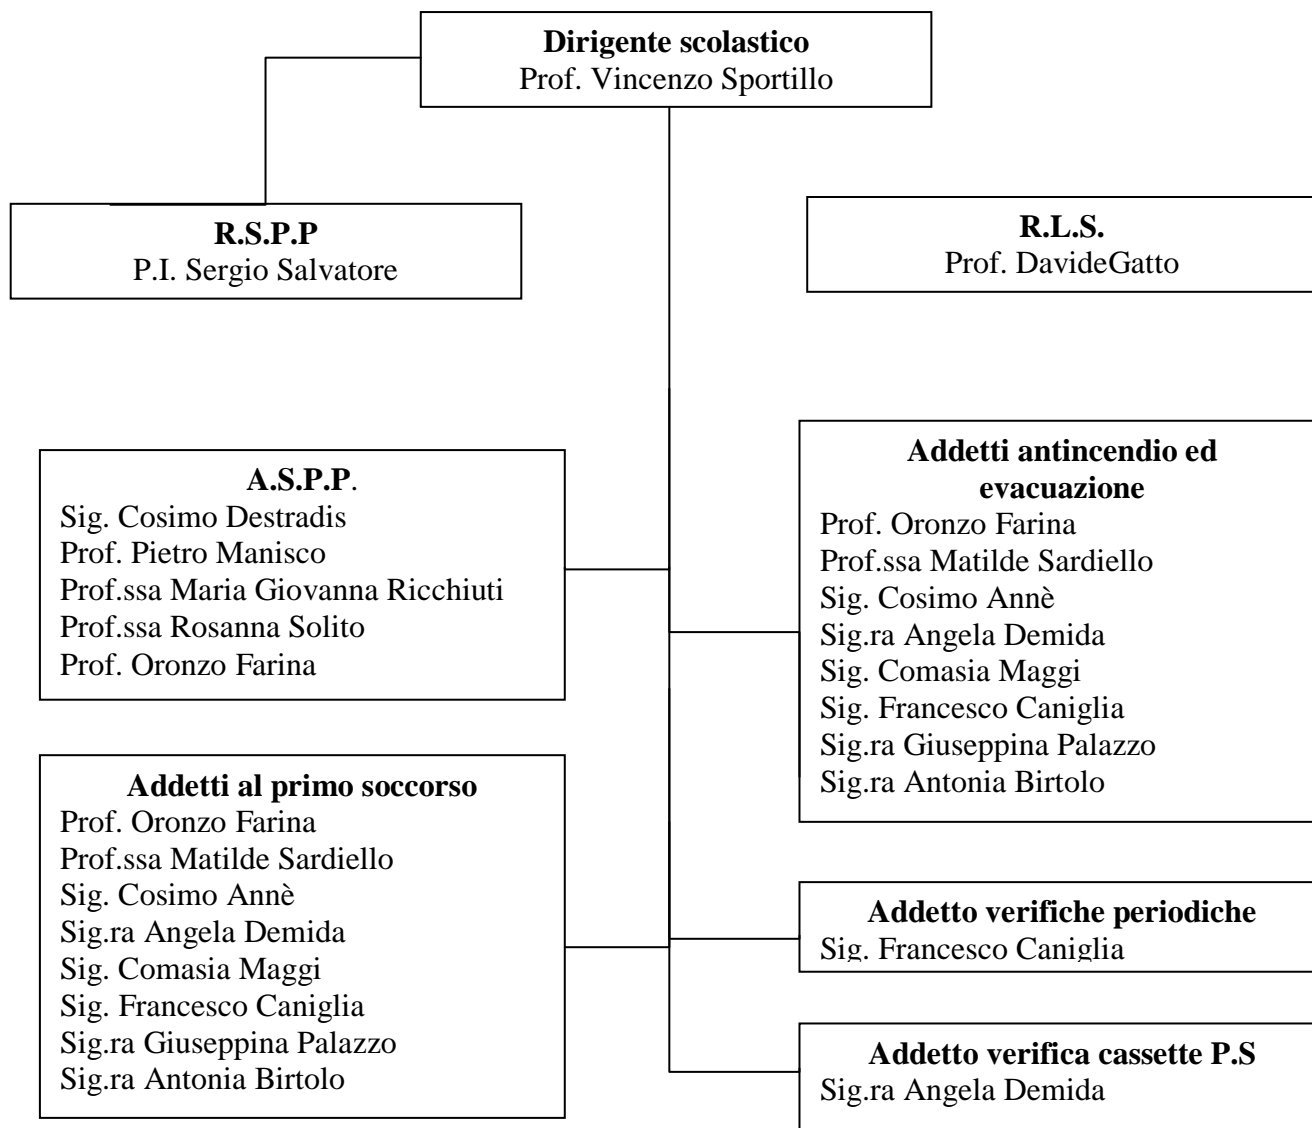 Dirigente scolastico
Prof. Vincenzo Sportillo
R.S.P.P
P.I. Sergio Salvatore
R.L.S.
Prof. DavideGatto
A.S.P.P.
Sig. Cosimo Destradis
Prof. Pietro Manisco
Prof.ssa Maria Giovanna Ricchiuti
Prof.ssa Rosanna Solito
Prof. Oronzo Farina
Addetti antincendio ed
evacuazione
Prof. Oronzo Farina
Prof.ssa Matilde Sardiello
Sig. Cosimo Annè
Sig.ra Angela Demida
Sig. Comasia Maggi
Sig. Francesco Caniglia
Sig.ra Giuseppina Palazzo
Sig.ra Antonia Birtolo
Addetti al primo soccorso
Prof. Oronzo Farina
Prof.ssa Matilde Sardiello
Sig. Cosimo Annè
Sig.ra Angela Demida
Sig. Comasia Maggi
Sig. Francesco Caniglia
Sig.ra Giuseppina Palazzo
Sig.ra Antonia Birtolo
Addetto verifiche periodiche
Sig. Francesco Caniglia
Addetto verifica cassette P.S
Sig.ra Angela Demida